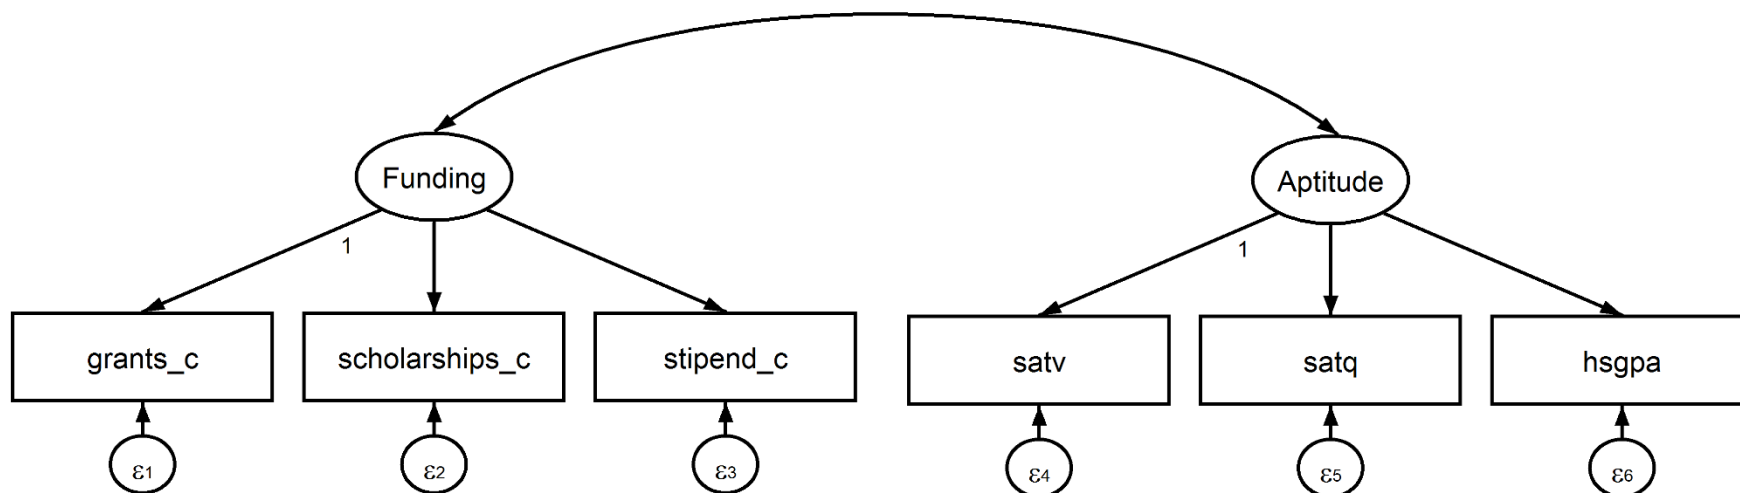 Funding
Aptitude
1
1
grants_c
scholarships_c
stipend_c
satv
satq
hsgpa
ε1
ε2
ε3
ε4
ε5
ε6